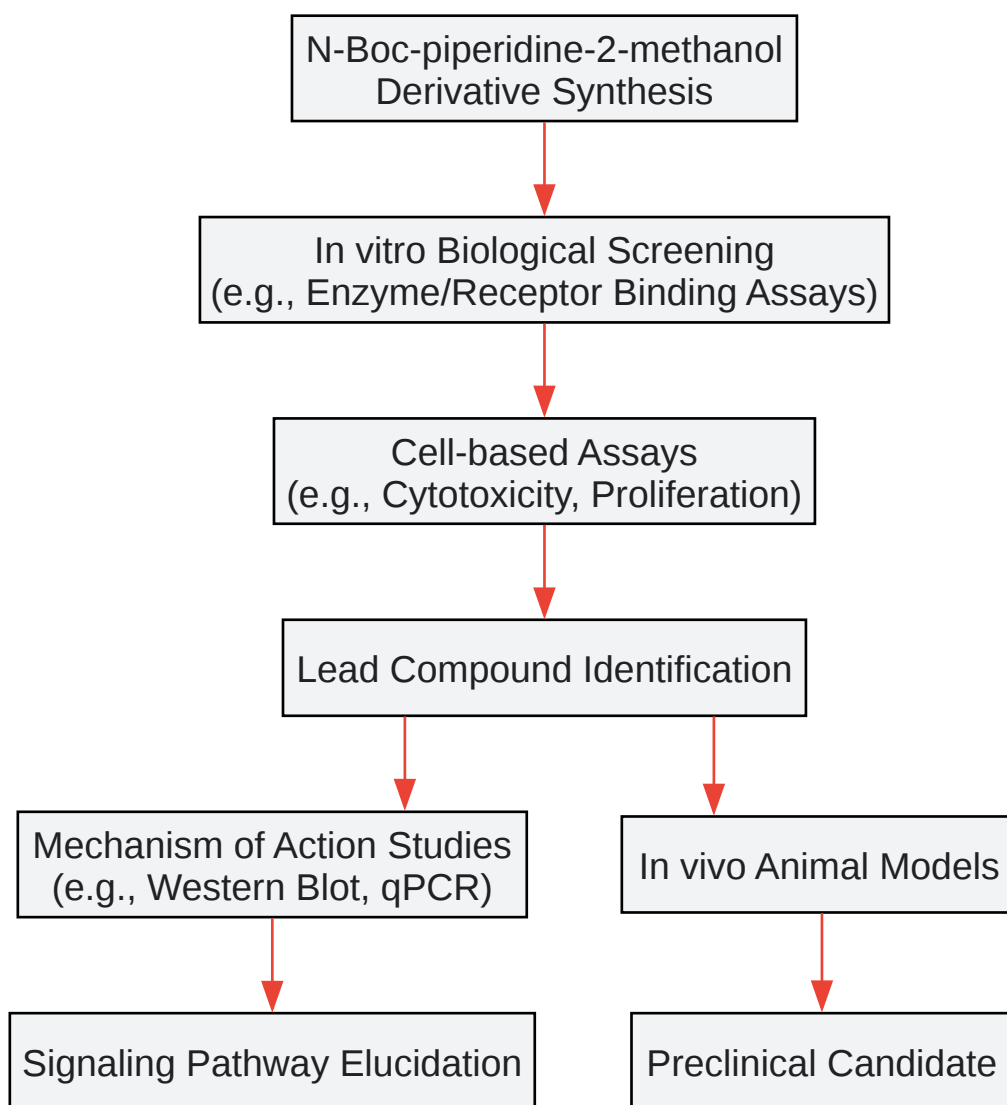 N-Boc-piperidine-2-methanol
Derivative Synthesis
In vitro Biological Screening
(e.g., Enzyme/Receptor Binding Assays)
Cell-based Assays
(e.g., Cytotoxicity, Proliferation)
Lead Compound Identification
Mechanism of Action Studies
(e.g., Western Blot, qPCR)
In vivo Animal Models
Signaling Pathway Elucidation
Preclinical Candidate